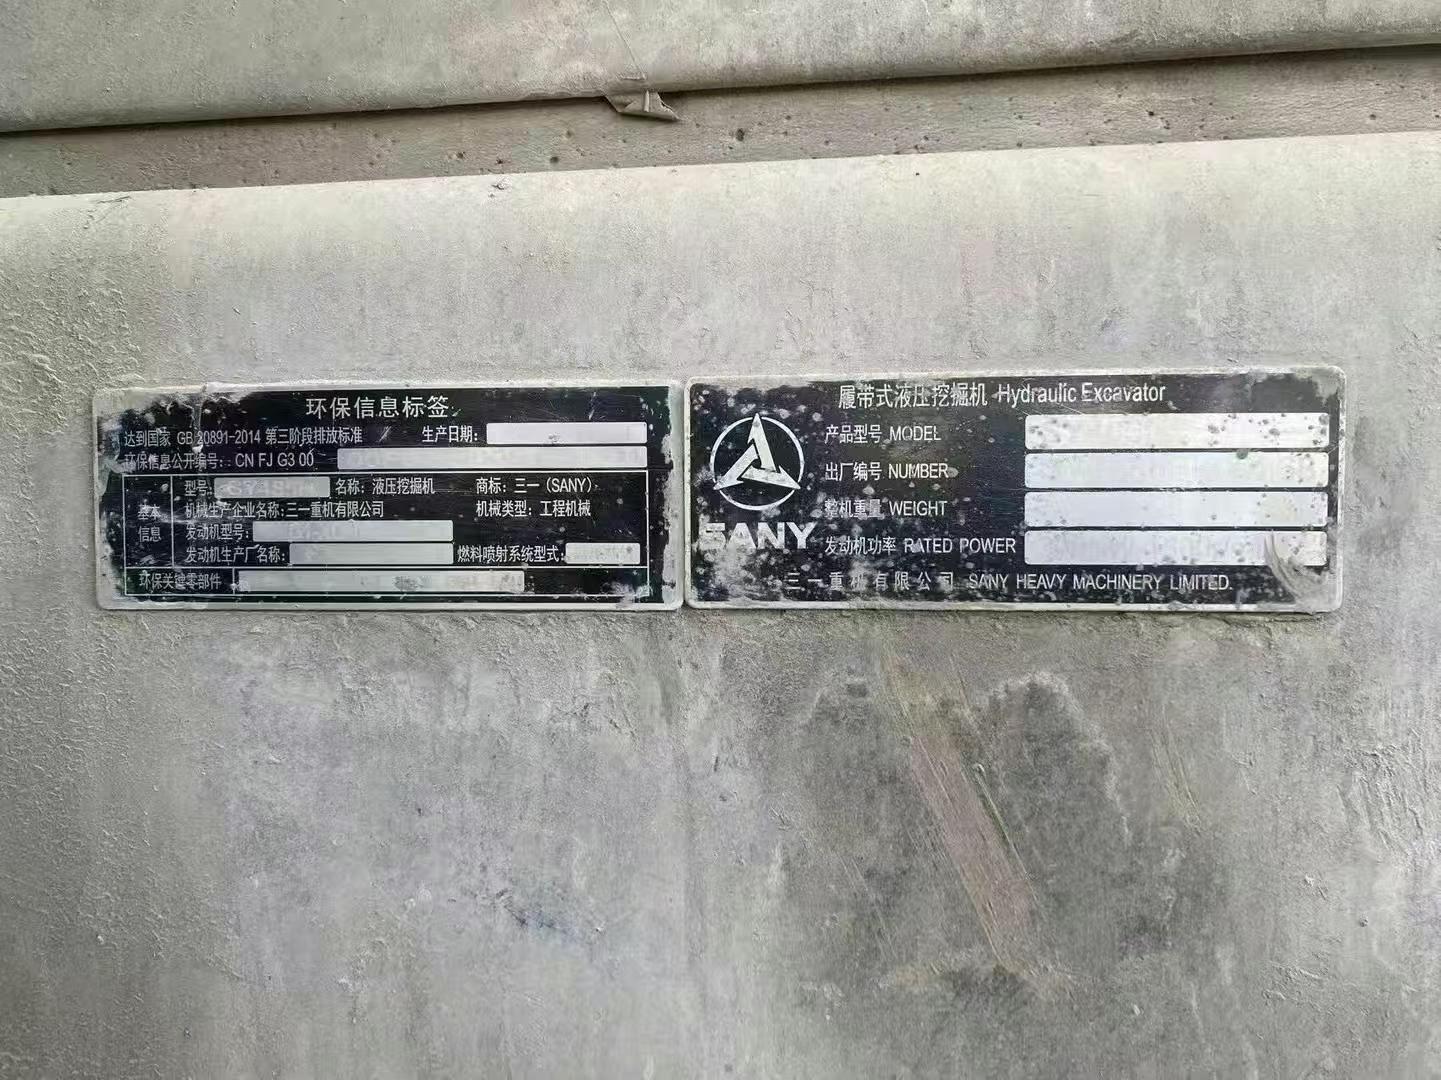 环保信息标签
达到国家 GB 20891-2014 第三阶段排放标准 生产日期:
环保信息公开编号: CN FJ G3 00
基本信息
型号: 名称: 液压挖掘机 商标: 三一 (SANY)
机械生产企业名称:三一重机有限公司 机械类型: 工程机械
发动机型号:
发动机生产厂名称: 燃料喷射系统型式:
环保关键零部件
履带式液压挖掘机 Hydraulic Excavator
产品型号 MODEL
出厂编号 NUMBER
整机重量 WEIGHT
发动机功率 RATED POWER
SANY
三一重机有限公司 SANY HEAVY MACHINERY LIMITED.